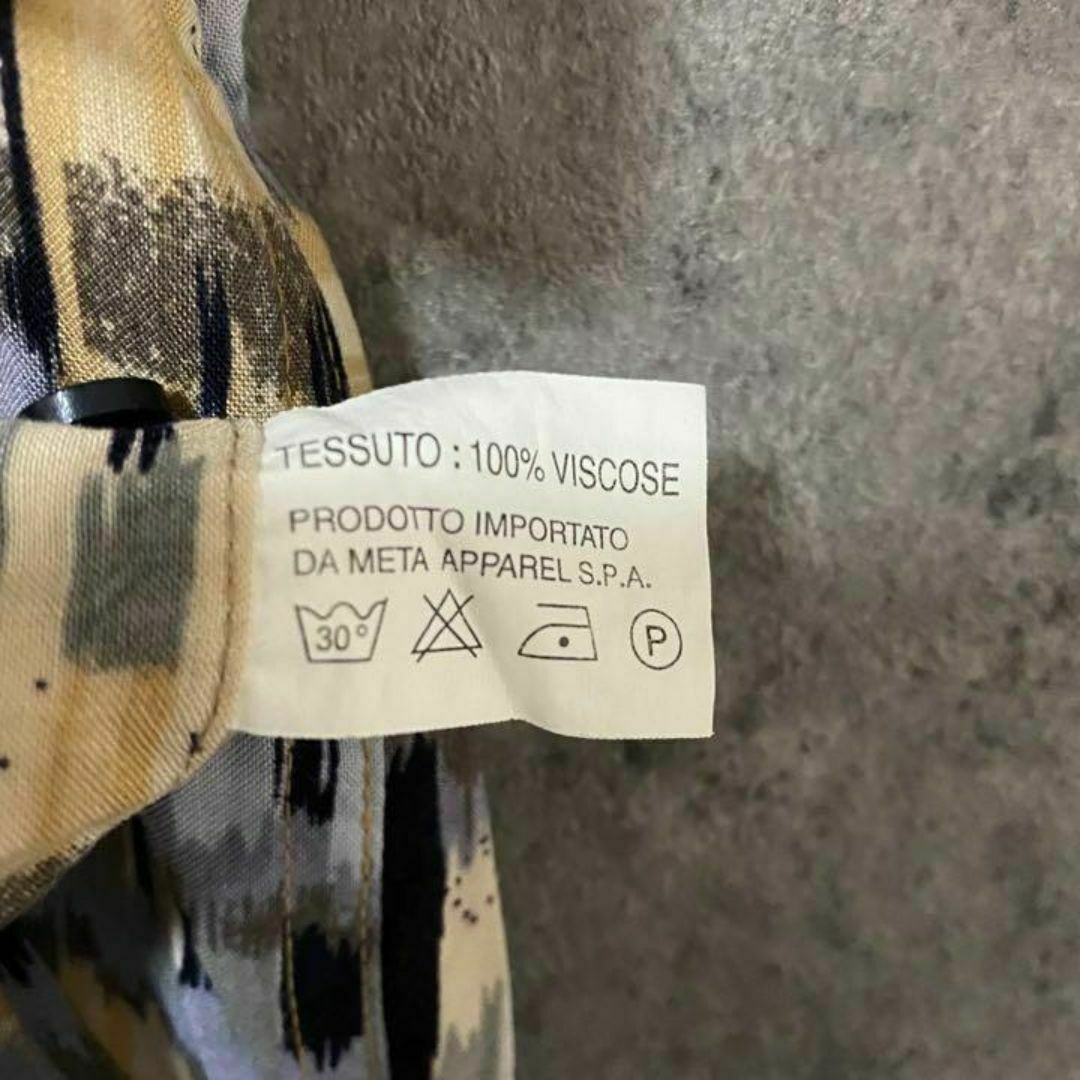 TESSUTO : 100% VISCOSE
PRODOTTO IMPORTATO
DA META APPAREL S.P.A.
30° P